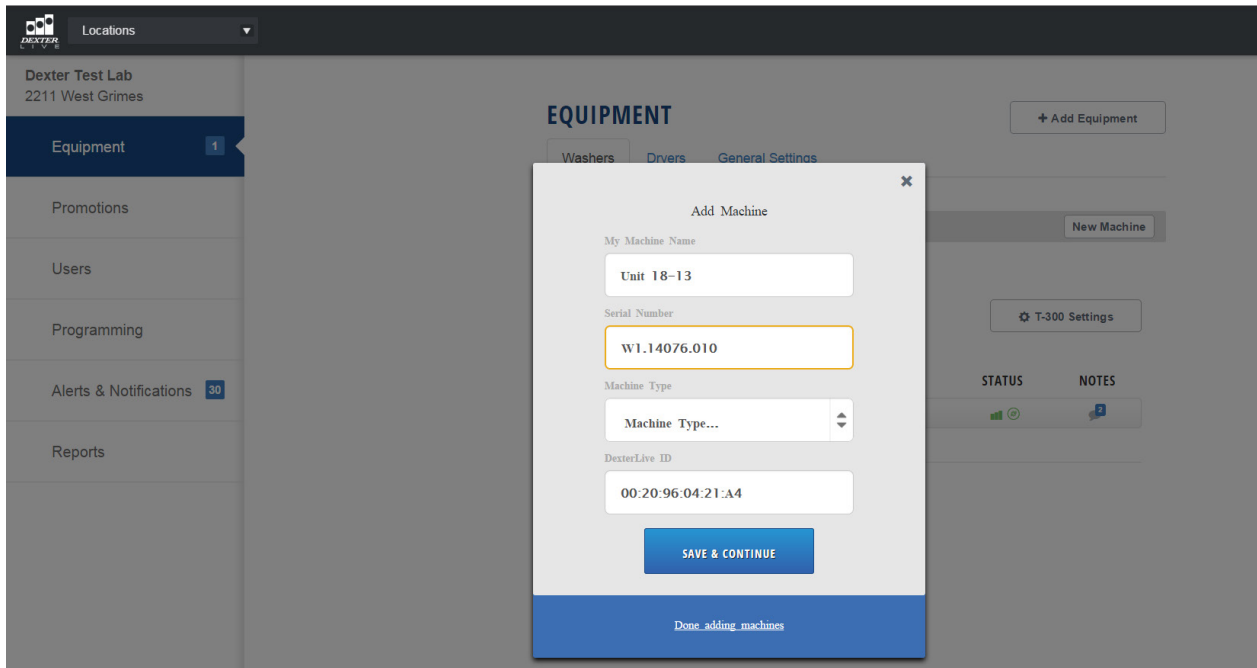 DEXTER
LIVE
Locations
Dexter Test Lab
2211 West Grimes
Equipment 1
Promotions
Users
Programming
Alerts & Notifications 30
Reports
EQUIPMENT
+ Add Equipment
Washers Dryers General Settings
New Machine
T-300 Settings
STATUS NOTES
2
Add Machine
My Machine Name
Unit 18-13
Serial Number
W1.14076.010
Machine Type
Machine Type...
DexterLive ID
00:20:96:04:21:A4
SAVE & CONTINUE
Done adding machines